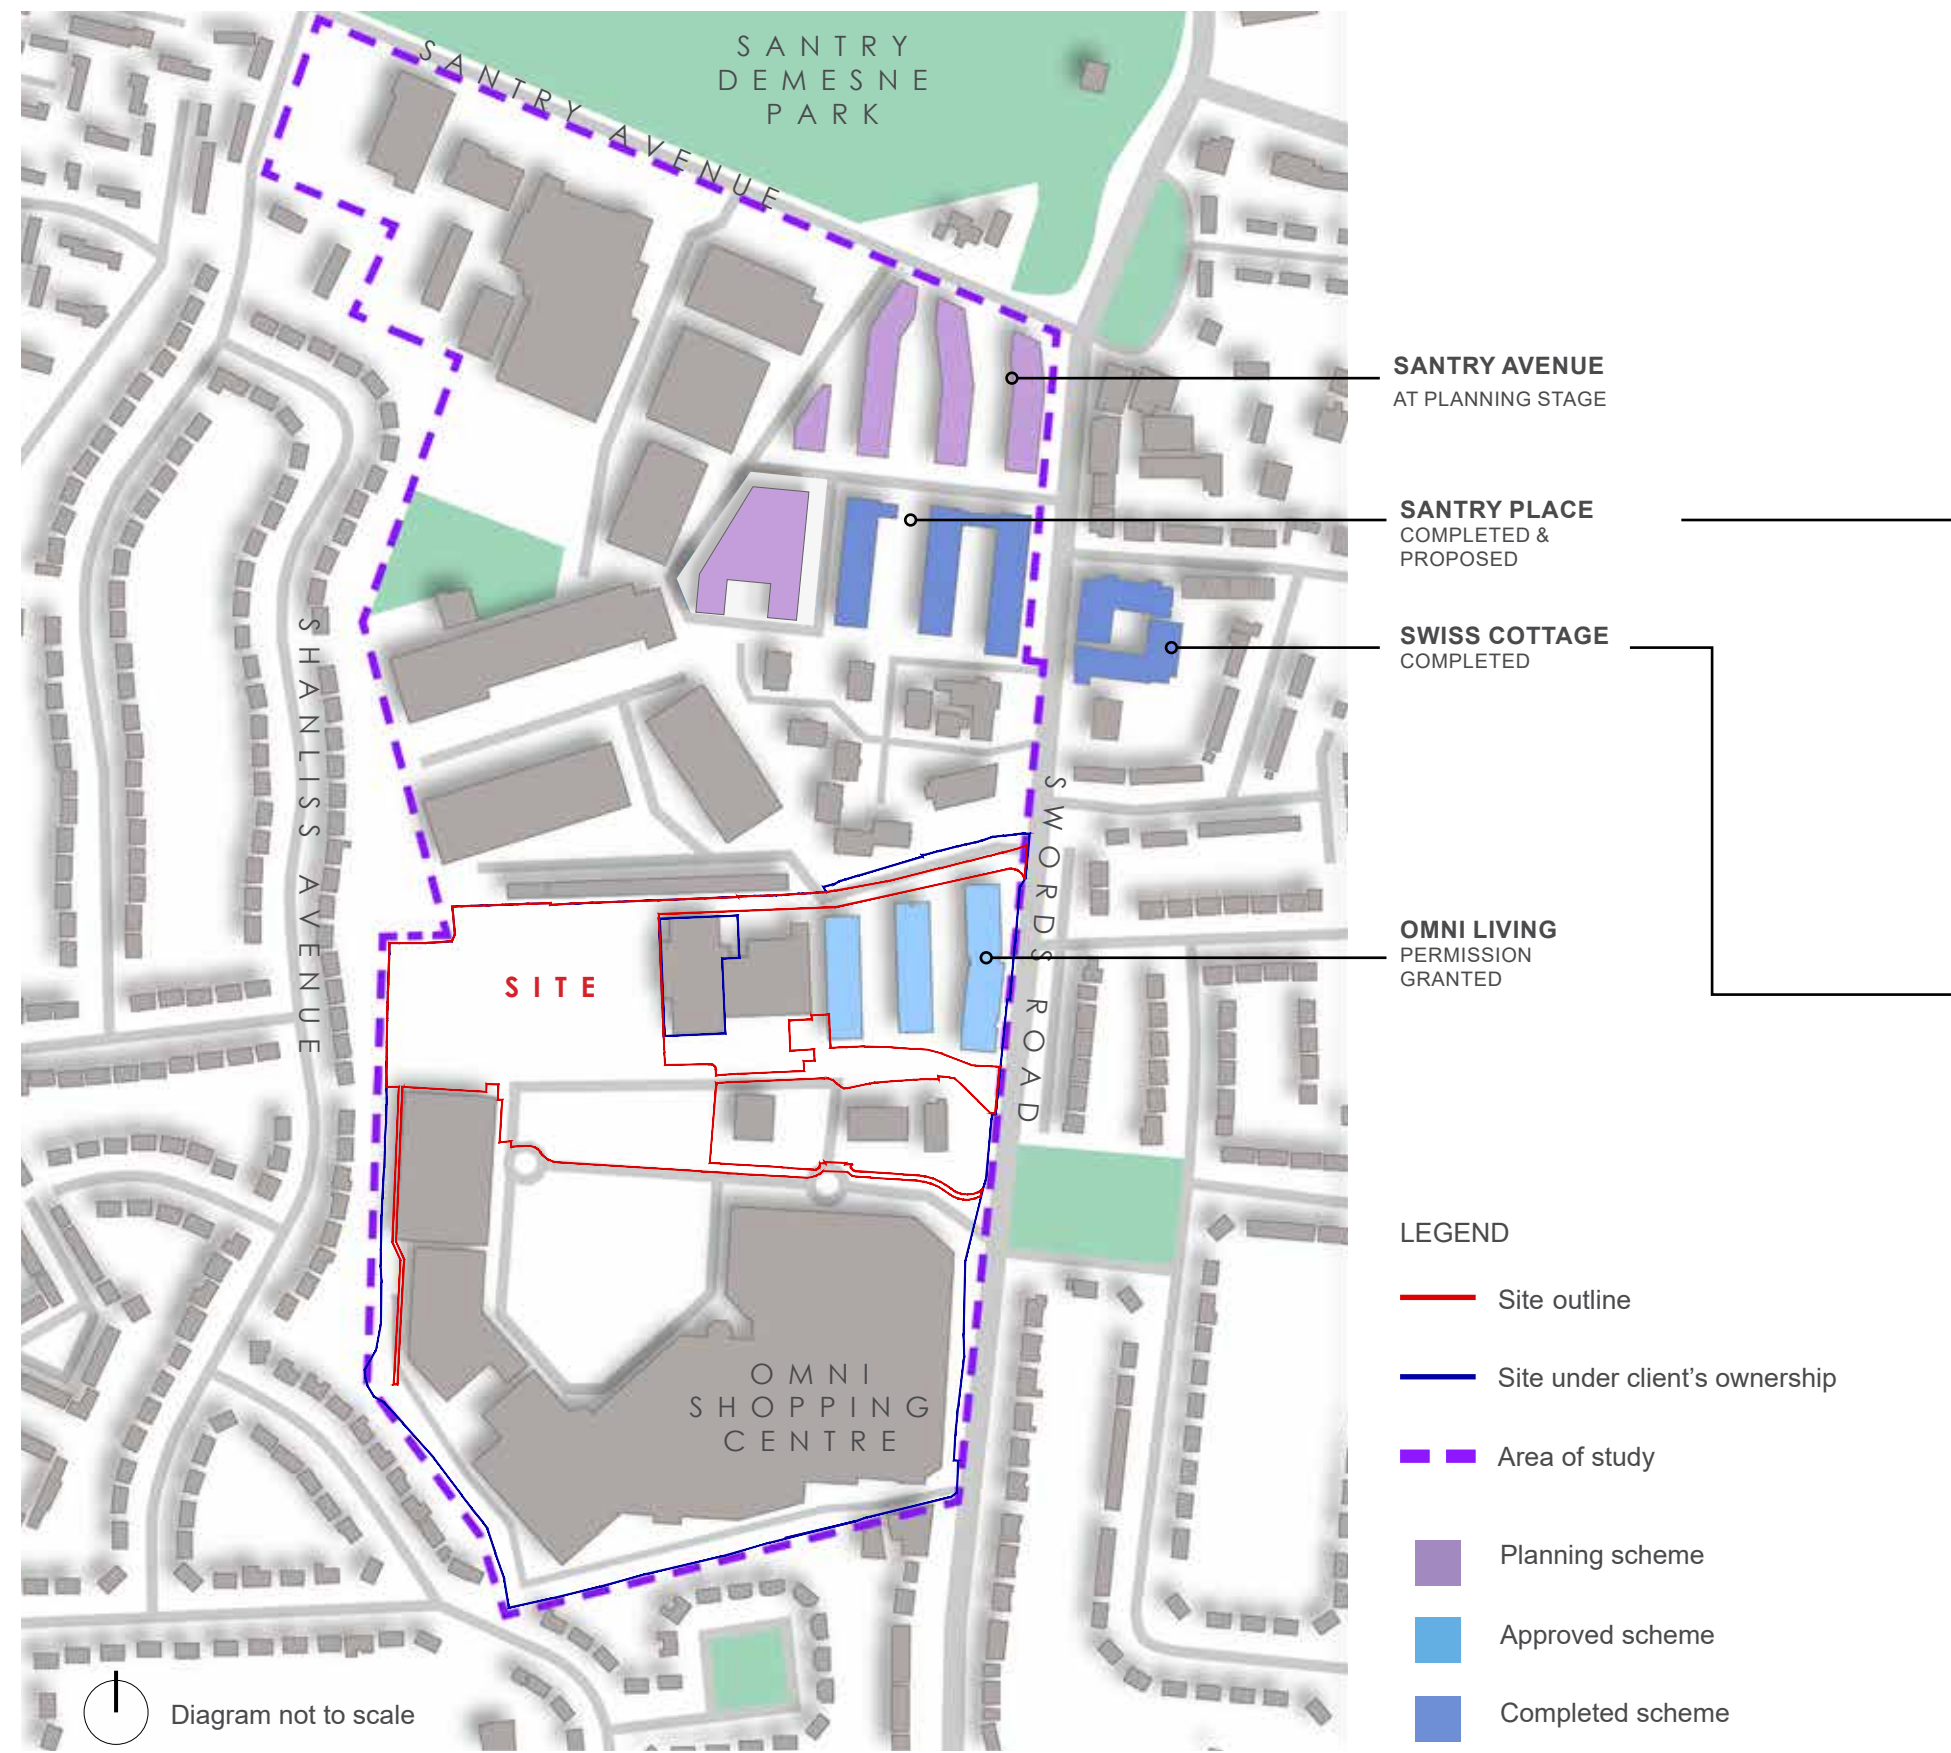 SANTRY
DEMESNE
PARK
SANTRY AVENUE
SANTRY AVENUE
AT PLANNING STAGE
SANTRY PLACE
COMPLETED &
PROPOSED
SWISS COTTAGE
COMPLETED
SHANLISS AVENUE
SWORDS ROAD
OMNI LIVING
PERMISSION
GRANTED
SITE
OMNI
SHOPPING
CENTRE
LEGEND
Site outline
Site under client’s ownership
Area of study
Planning scheme
Approved scheme
Completed scheme
Diagram not to scale